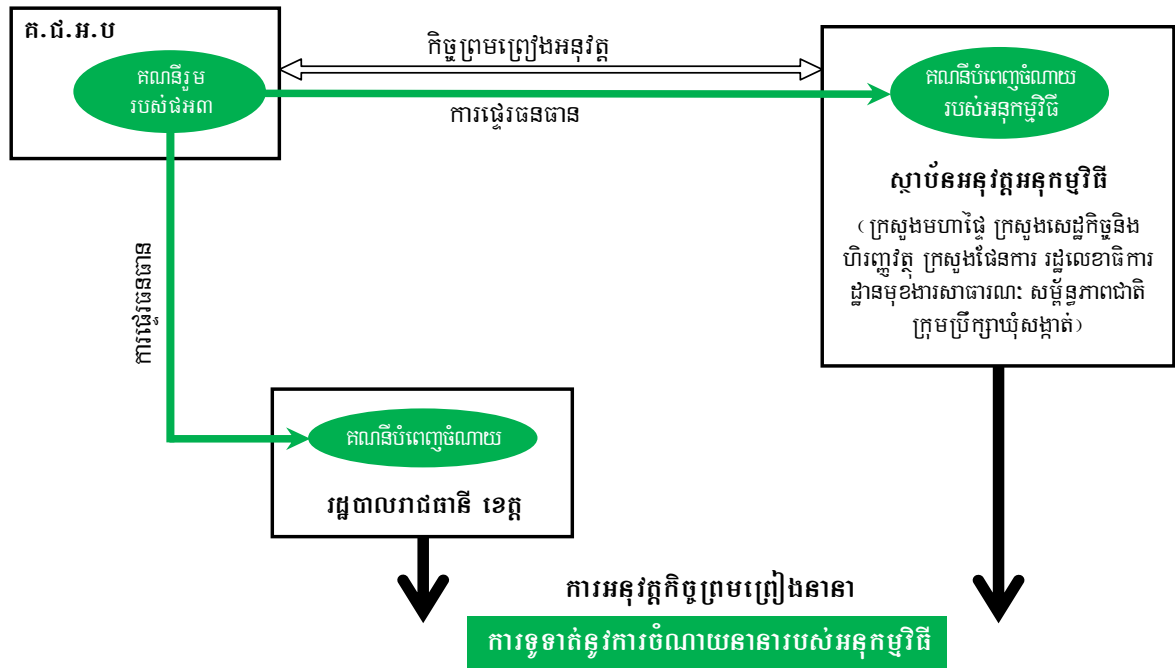 គ.ជ.អ.ប
គណនីរួម
របស់ផអ៣
កិច្ចព្រមព្រៀងអនុវត្ត
ការផ្ទេរធនធាន
គណនីបំពេញចំណាយ
របស់អនុកម្មវិធី
ស្ថាប័នអនុវត្តអនុកម្មវិធី
(ក្រសួងមហាផ្ទៃ ក្រសួងសេដ្ឋកិច្ចនិង
ហិរញ្ញវត្ថុ ក្រសួងផែនការ រដ្ឋលេខាធិការ
ដ្ឋានមុខងារសាធារណៈ សម្ព័ន្ធភាពជាតិ
ក្រុមប្រឹក្សាឃុំសង្កាត់)
ការផ្ទេរធនធាន
គណនីបំពេញចំណាយ
រដ្ឋបាលរាជធានី ខេត្ត
ការអនុវត្តកិច្ចព្រមព្រៀងនានា
ការទូទាត់នូវការចំណាយនានារបស់អនុកម្មវិធី